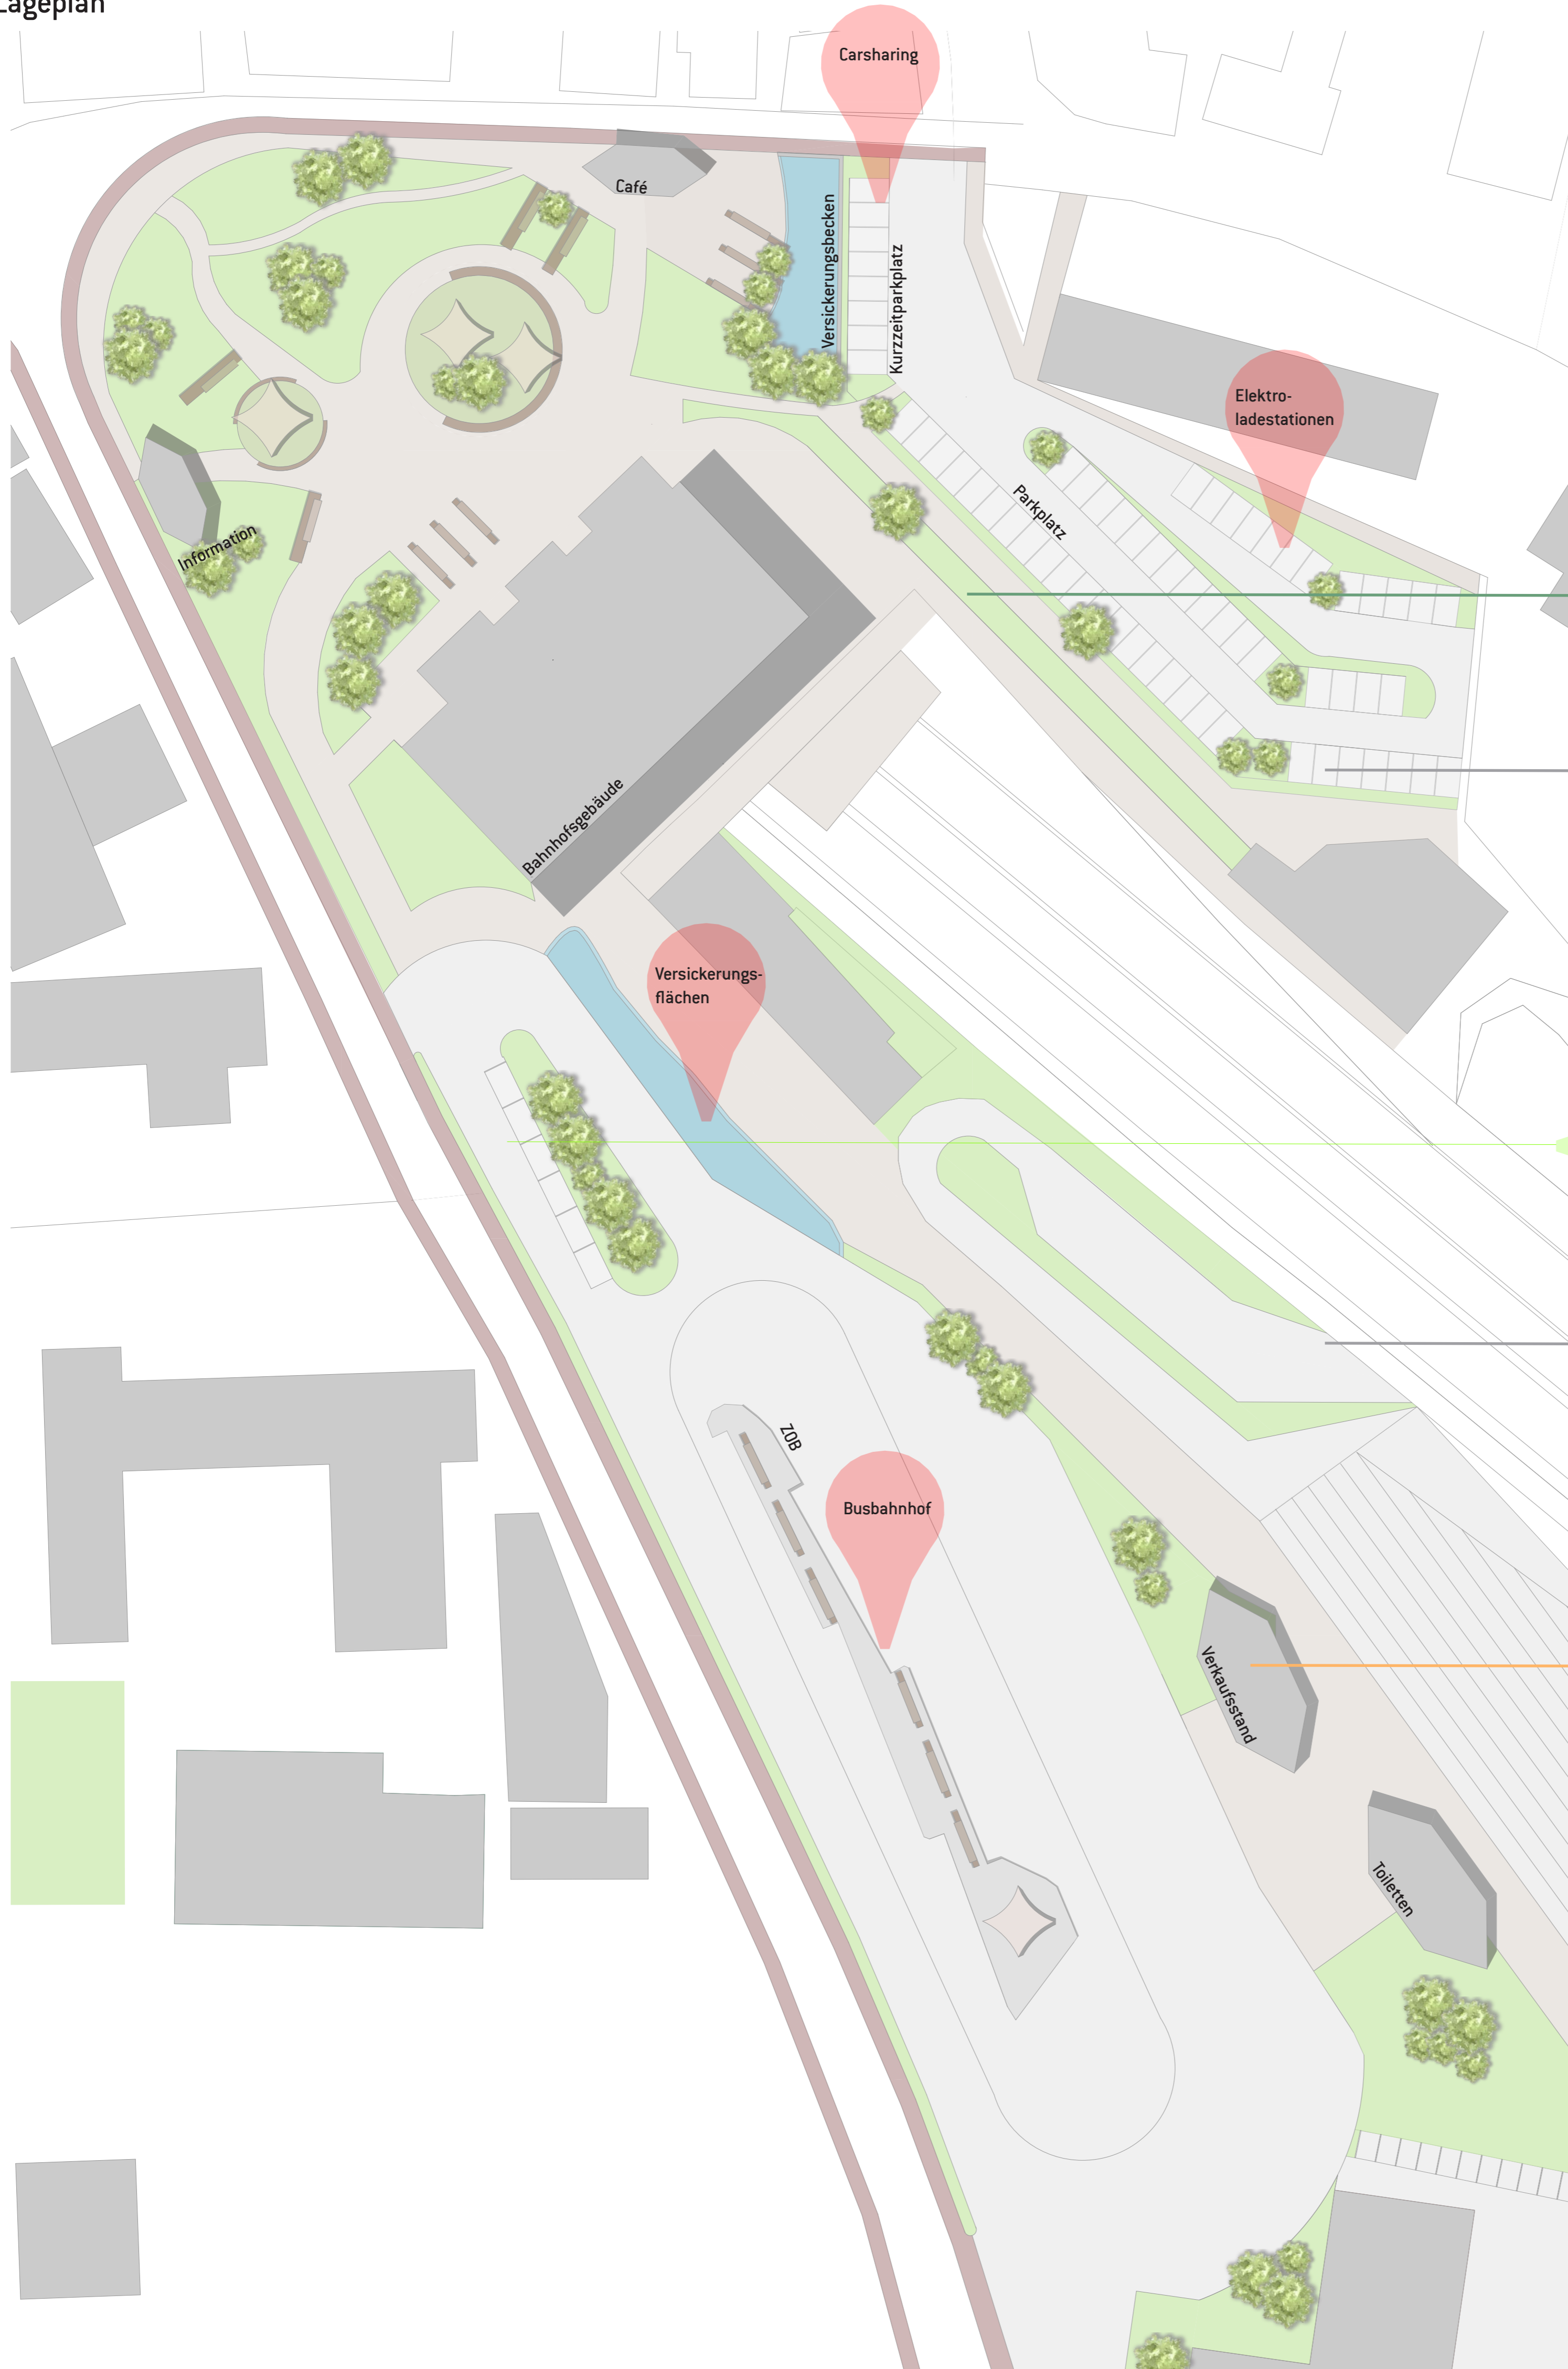 Lageplan
Carsharing
Café
Versickerungsbecken
Kurzzeitparkplatz
Elektro-
ladestationen
Parkplatz
Information
Bahnhofsgebäude
Versickerungs-
flächen
ZOB
Busbahnhof
Verkaufsstand
Toiletten